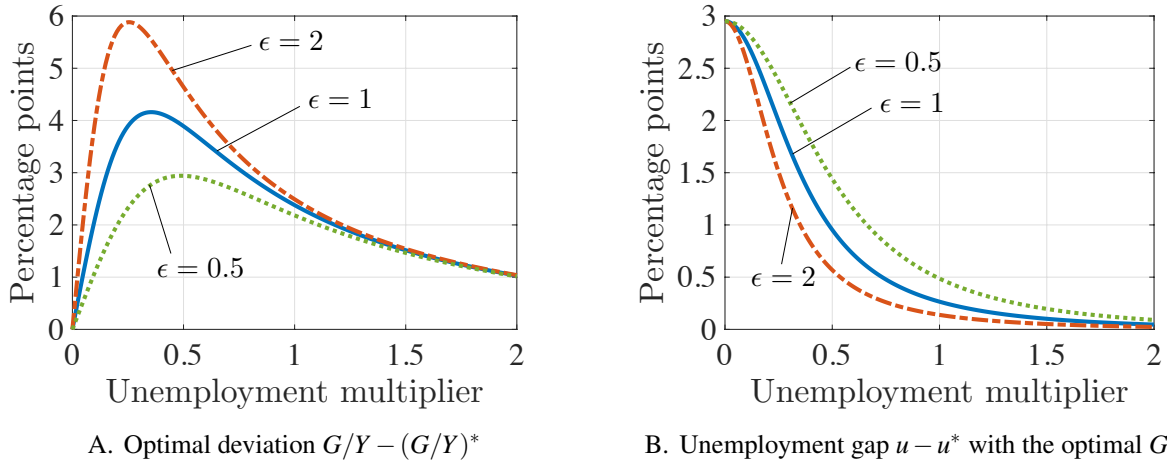 Percentage points
6
5
4
3
2
1
0
ϵ = 2
ϵ = 1
ϵ = 0.5
0
0.5
1
1.5
2
Unemployment multiplier
A. Optimal deviation G/Y − (G/Y)*
Percentage points
3
2.5
2
1.5
1
0.5
0
ϵ = 0.5
ϵ = 1
ϵ = 2
0
0.5
1
1.5
2
Unemployment multiplier
B. Unemployment gap u − u* with the optimal G